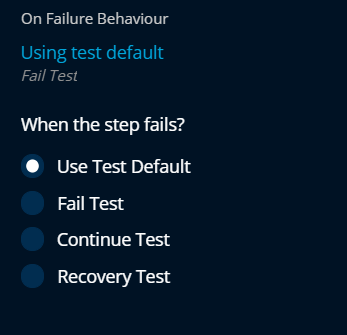 On Failure Behaviour
Using test default
Fail Test
When the step fails?
Use Test Default
Fail Test
Continue Test
Recovery Test